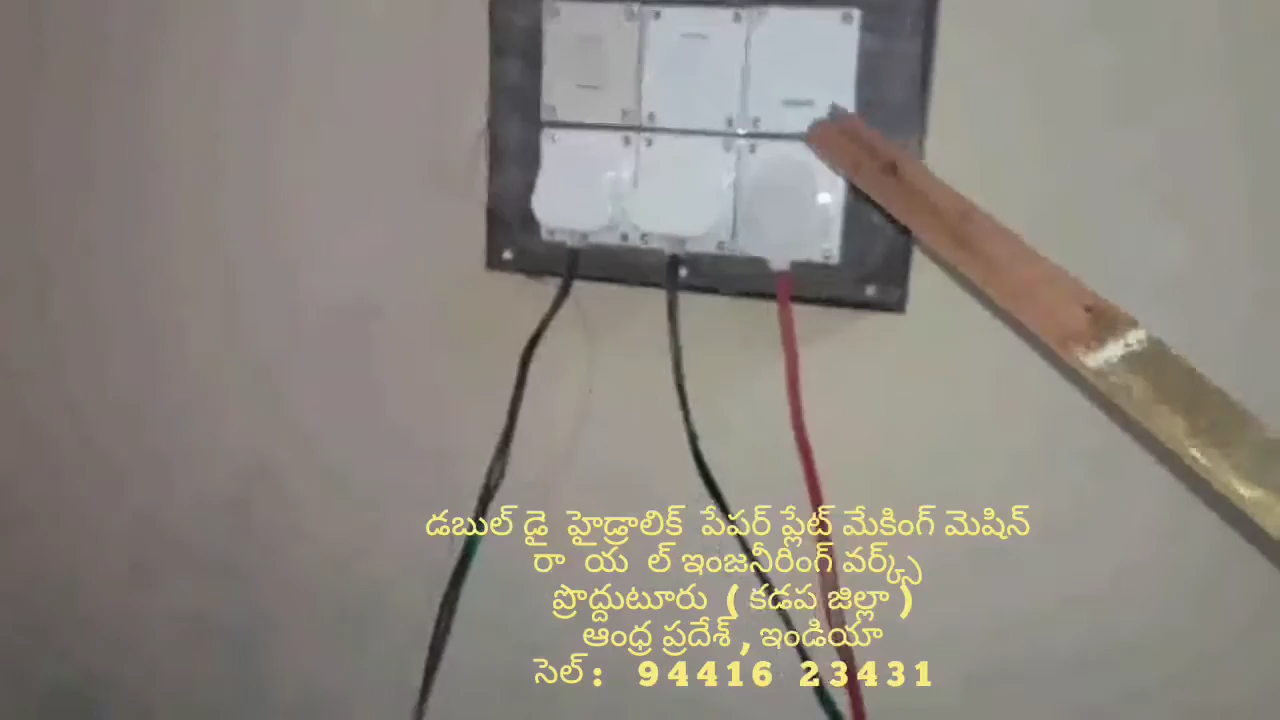 డబుల్ డై హైడ్రాలిక్ పేపర్ ప్లేట్ మేకింగ్ మెషిన్
రా య ల్ ఇంజనీరింగ్ వర్క్స్
ప్రొద్దుటూరు ( కడప జిల్లా )
ఆంధ్ర ప్రదేశ్ , ఇండియా
సెల్ : 94416 23431